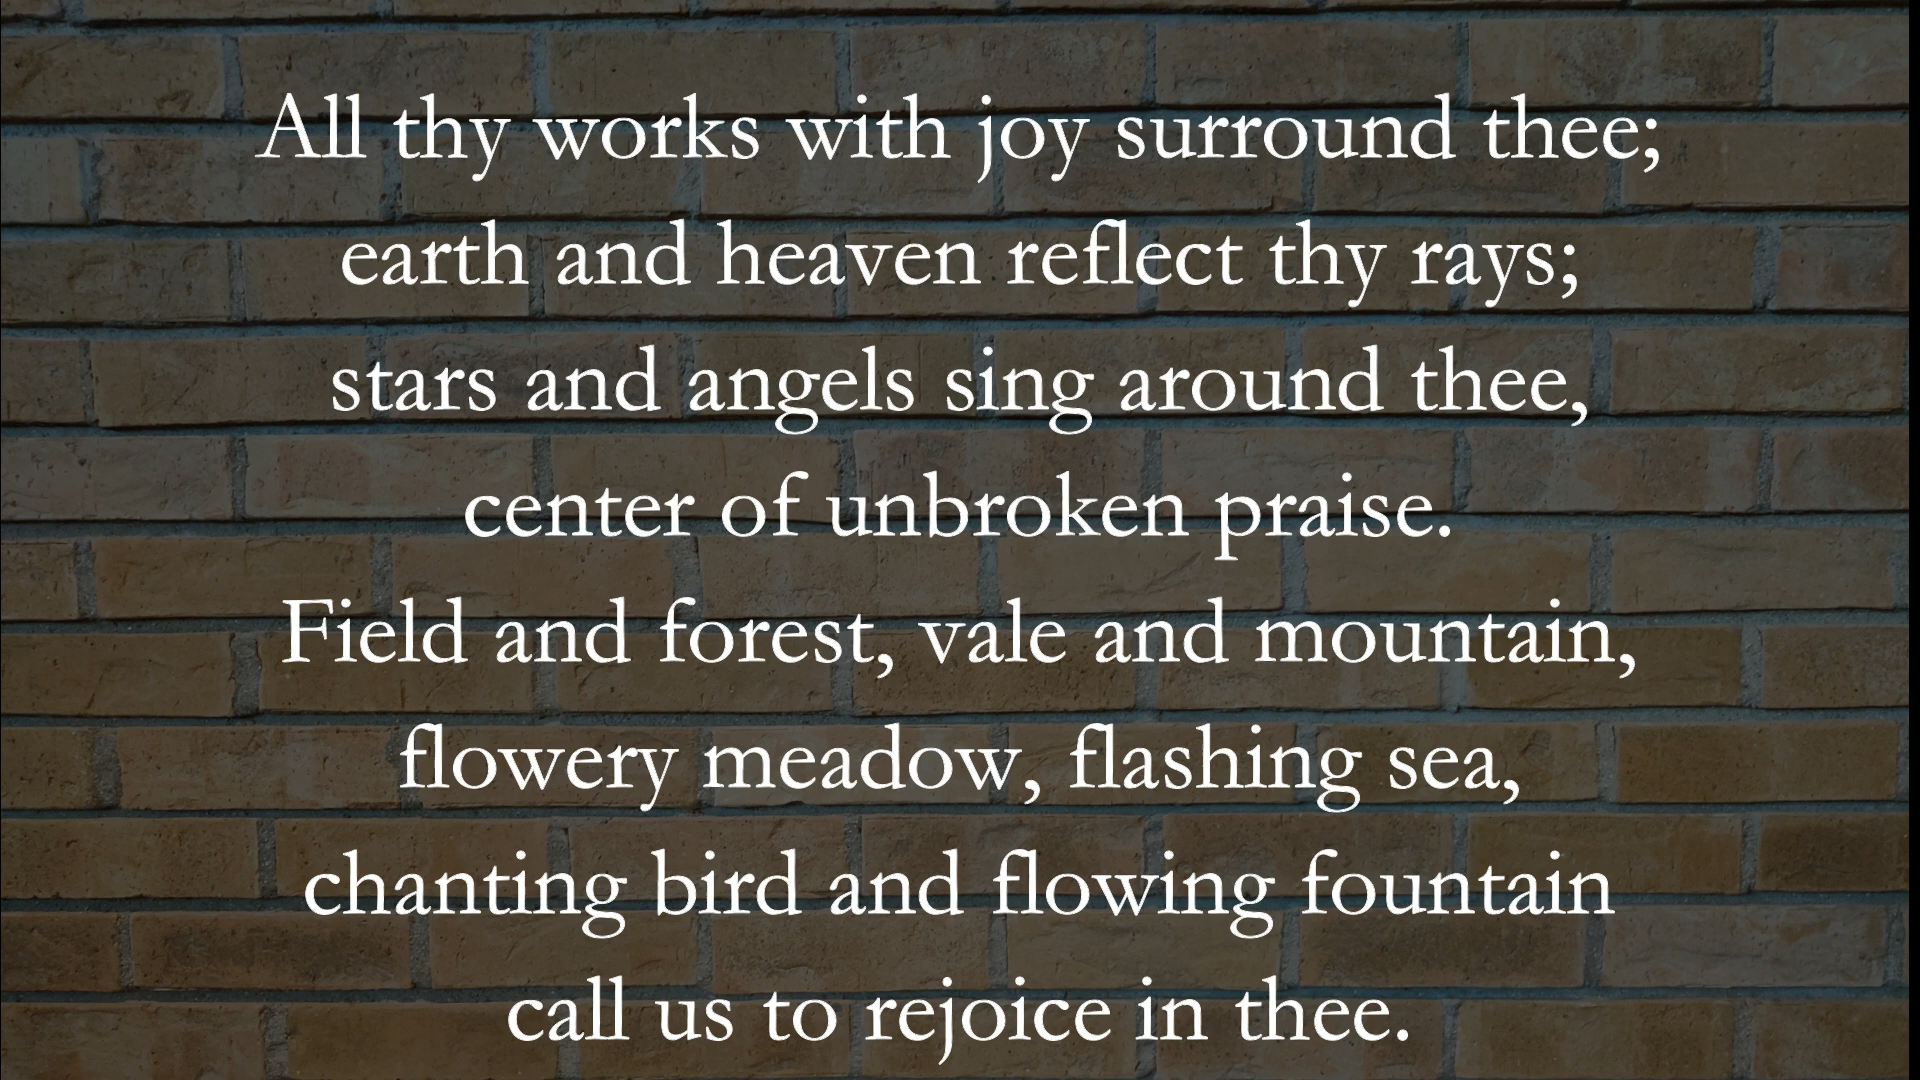 All thy works with joy surround thee;
earth and heaven reflect thy rays;
stars and angels sing around thee,
center of unbroken praise.
Field and forest, vale and mountain,
flowery meadow, flashing sea,
chanting bird and flowing fountain
call us to rejoice in thee.